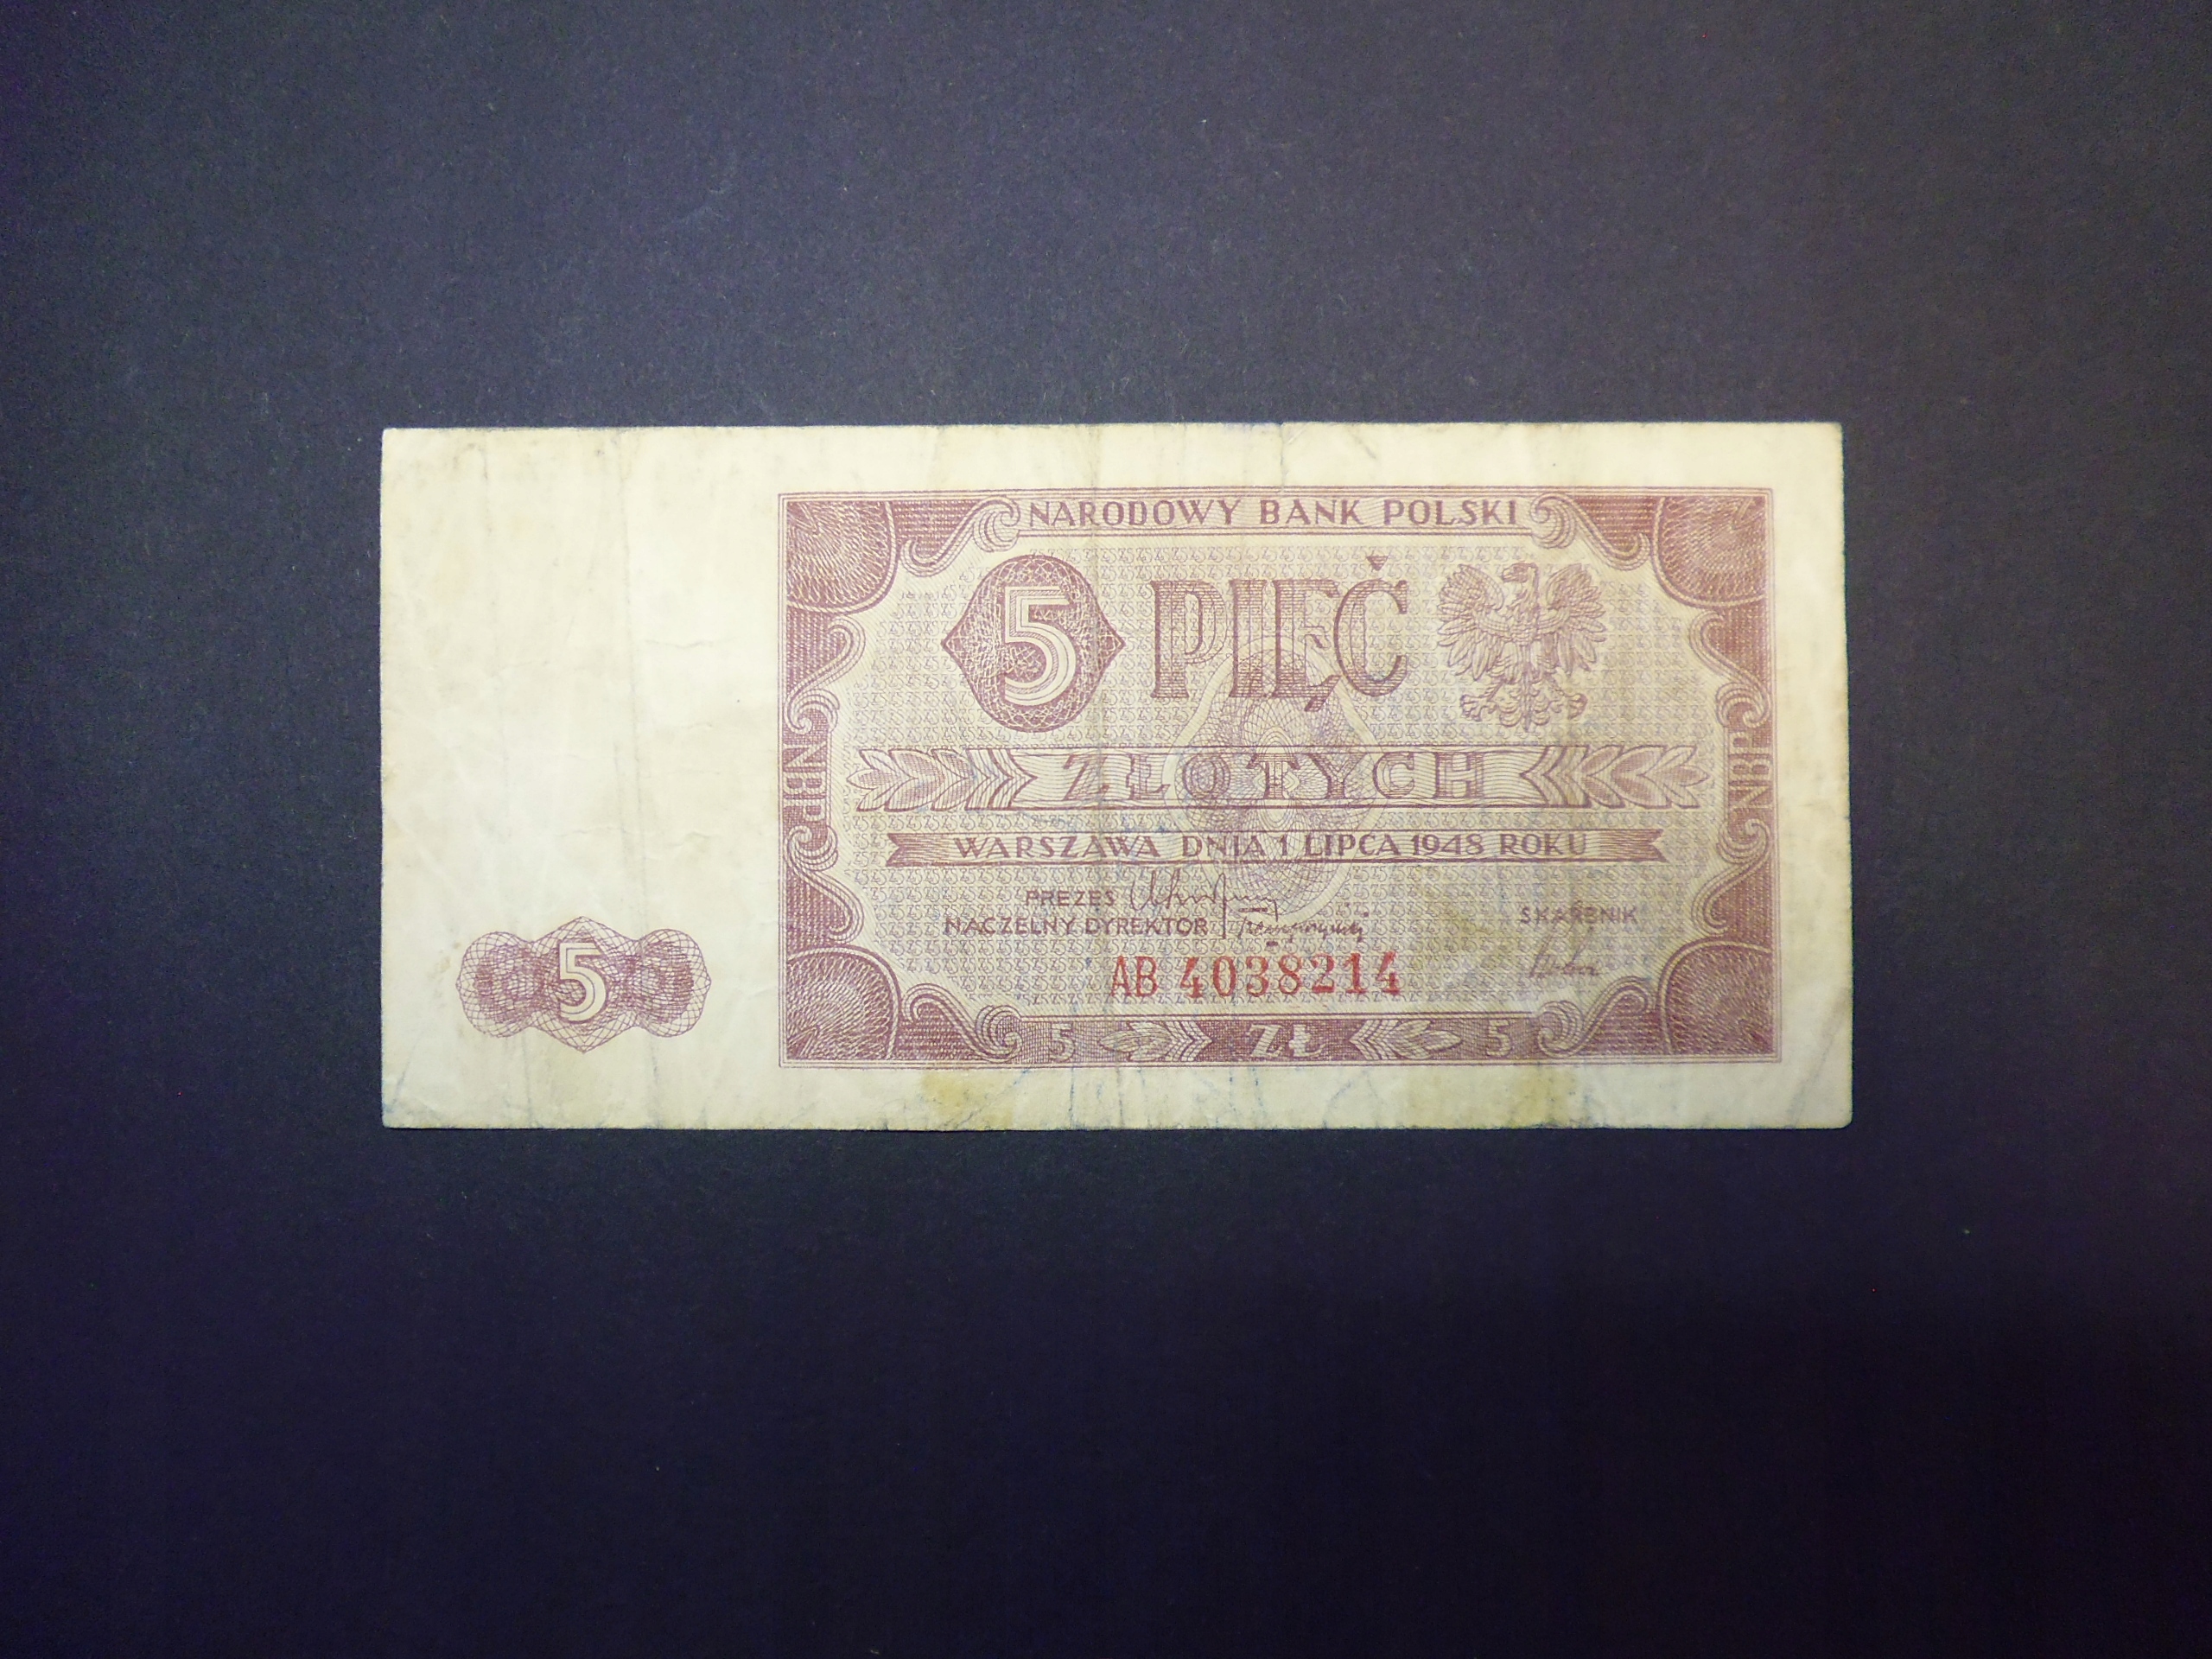 NARODOWY BANK POLSKI
5 PIĘĆ
ZŁOTYCH
NBP
NBP
WARSZAWA DNIA 1 LIPCA 1948 ROKU
PREZES
NACZELNY DYREKTOR
SKARBNIK
AB 4038214
5
5 ZŁ 5